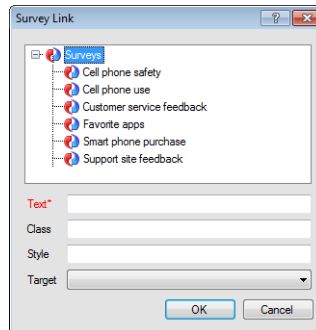 Survey Link
Surveys
Cell phone safety
Cell phone use
Customer service feedback
Favorite apps
Smart phone purchase
Support site feedback
Text*
Class
Style
Target
OK
Cancel